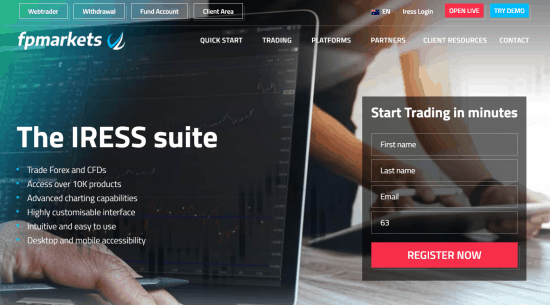 Webtrader
Withdrawal
Fund Account
Client Area
EN
Iress Login
OPEN LIVE
TRY DEMO
fpmarkets
QUICK START
TRADING
PLATFORMS
PARTNERS
CLIENT RESOURCES
CONTACT
The IRESS suite
Trade Forex and CFDs
Access over 10K products
Advanced charting capabilities
Highly customisable interface
Intuitive and easy to use
Desktop and mobile accessibility
Start Trading in minutes
First name
Last name
Email
63
REGISTER NOW